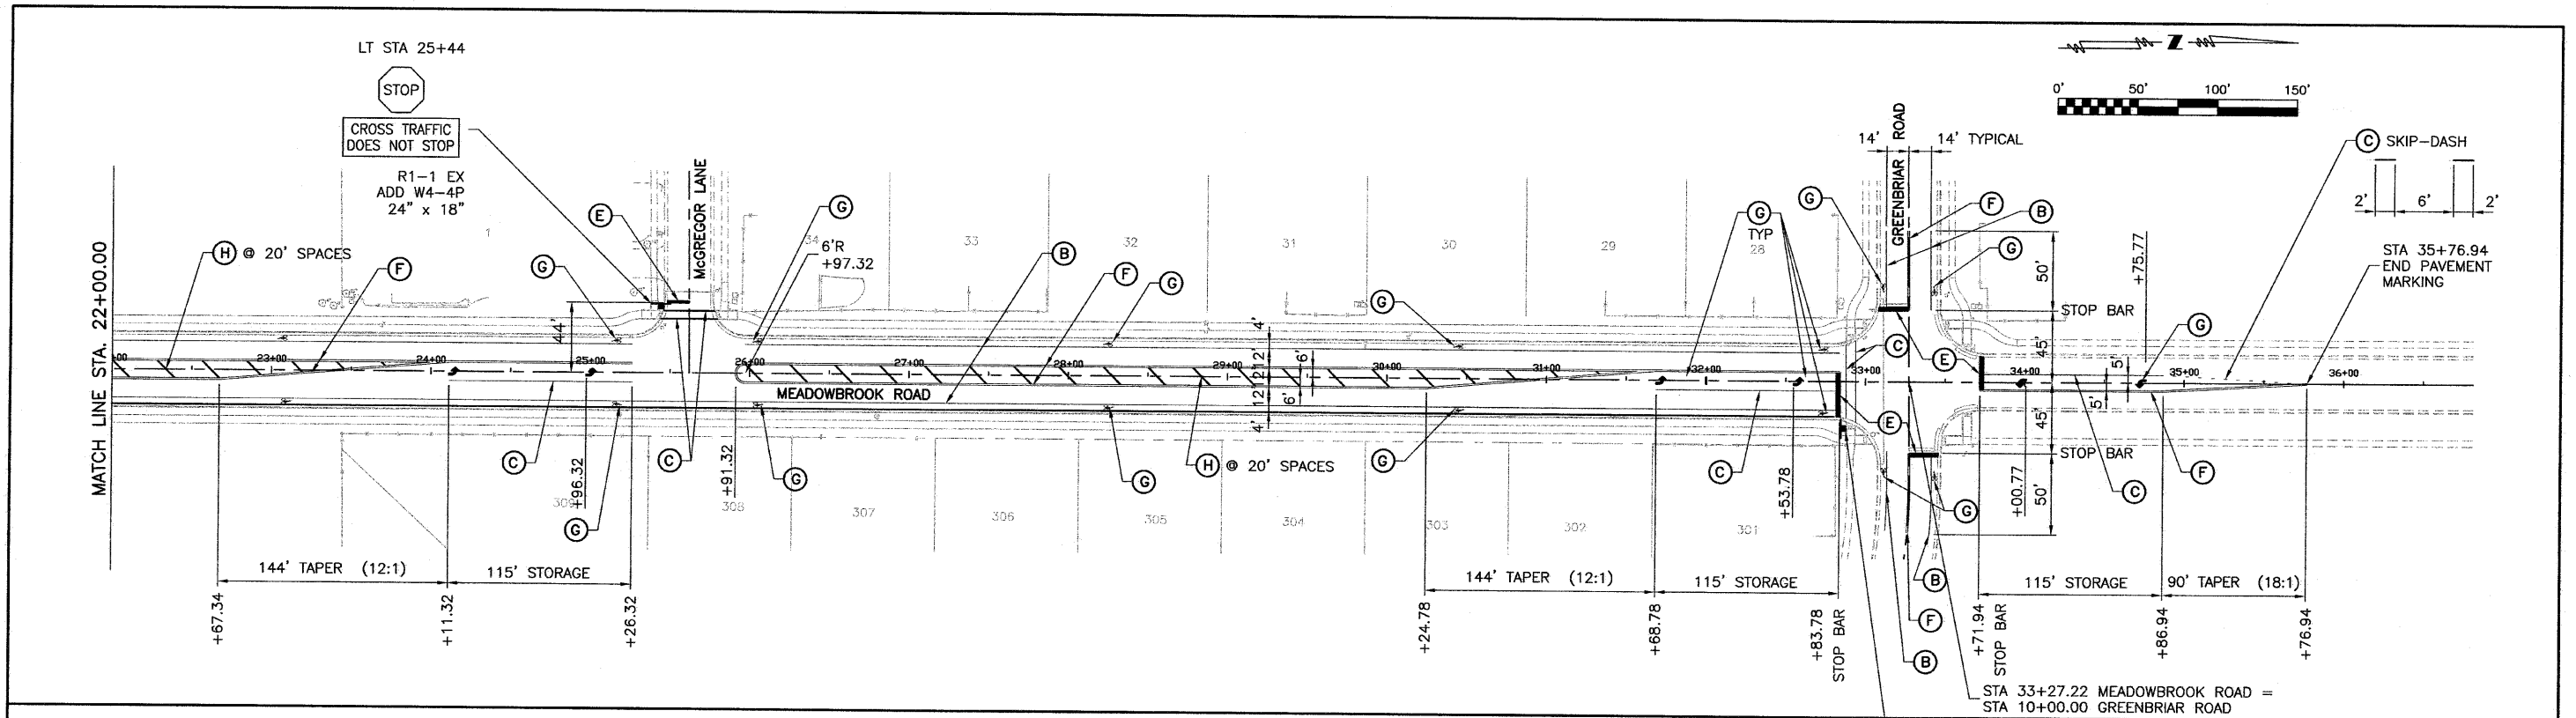 LT STA 25+44
STOP
CROSS TRAFFIC
DOES NOT STOP
R1-1 EX
ADD W4-4P
24" x 18"
MATCH LINE STA. 22+00.00
H @ 20' SPACES
F
G
E
44'
McGREGOR LANE
1
34
33
32
31
30
29
28
6'R
+97.32
G
B
F
G
G
G
TYP
G
GREENBRIAR ROAD
14'
14' TYPICAL
F
B
G
Z
0'
50'
100'
150'
C SKIP-DASH
2'
6'
2'
+75.77
STA 35+76.94
END PAVEMENT
MARKING
50'
STOP BAR
45'
G
E
C
23+00
24+00
25+00
26+00
27+00
28+00
29+00
30+00
31+00
32+00
33+00
34+00
35+00
36+00
MEADOWBROOK ROAD
4'
12'
12'
12'
4'
6'
6'
5'
5'
45'
STOP BAR
50'
C
+96.32
G
C
+91.32
G
G
H @ 20' SPACES
G
C
+53.78
E
G
+00.77
C
F
309
308
307
306
305
304
303
302
301
144' TAPER (12:1)
115' STORAGE
144' TAPER (12:1)
115' STORAGE
115' STORAGE
90' TAPER (18:1)
B
F
B
+67.34
+11.32
+26.32
+24.78
+68.78
+83.78
STOP BAR
+71.94
STOP BAR
+86.94
+76.94
STA 33+27.22 MEADOWBROOK ROAD =
STA 10+00.00 GREENBRIAR ROAD